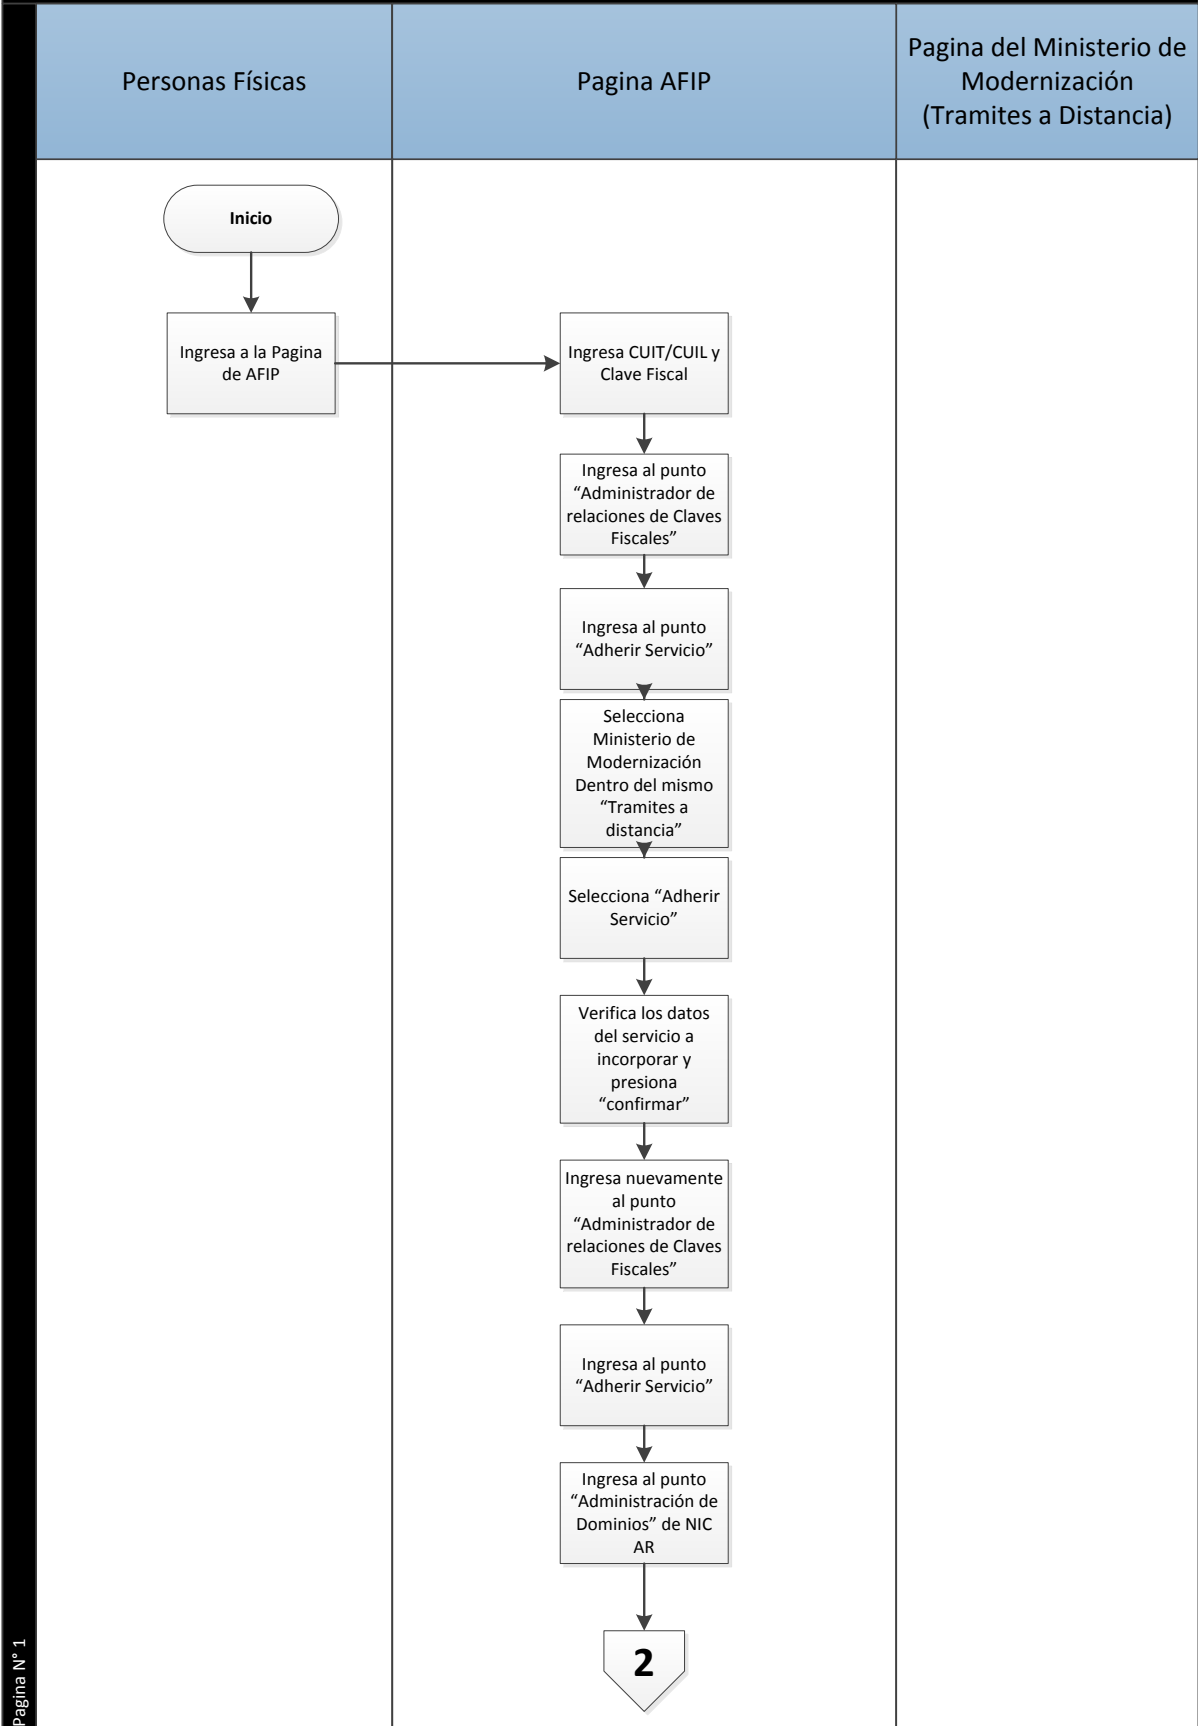 Personas Físicas
Pagina AFIP
Pagina del Ministerio de
Modernización
(Tramites a Distancia)
Inicio
Ingresa a la Pagina
de AFIP
Ingresa CUIT/CUIL y
Clave Fiscal
Ingresa al punto
“Administrador de
relaciones de Claves
Fiscales”
Ingresa al punto
“Adherir Servicio”
Selecciona
Ministerio de
Modernización
Dentro del mismo
“Tramites a
distancia”
Selecciona “Adherir
Servicio”
Verifica los datos
del servicio a
incorporar y
presiona
“confirmar”
Ingresa nuevamente
al punto
“Administrador de
relaciones de Claves
Fiscales”
Ingresa al punto
“Adherir Servicio”
Ingresa al punto
“Administración de
Dominios” de NIC
AR
2
Pagina N° 1